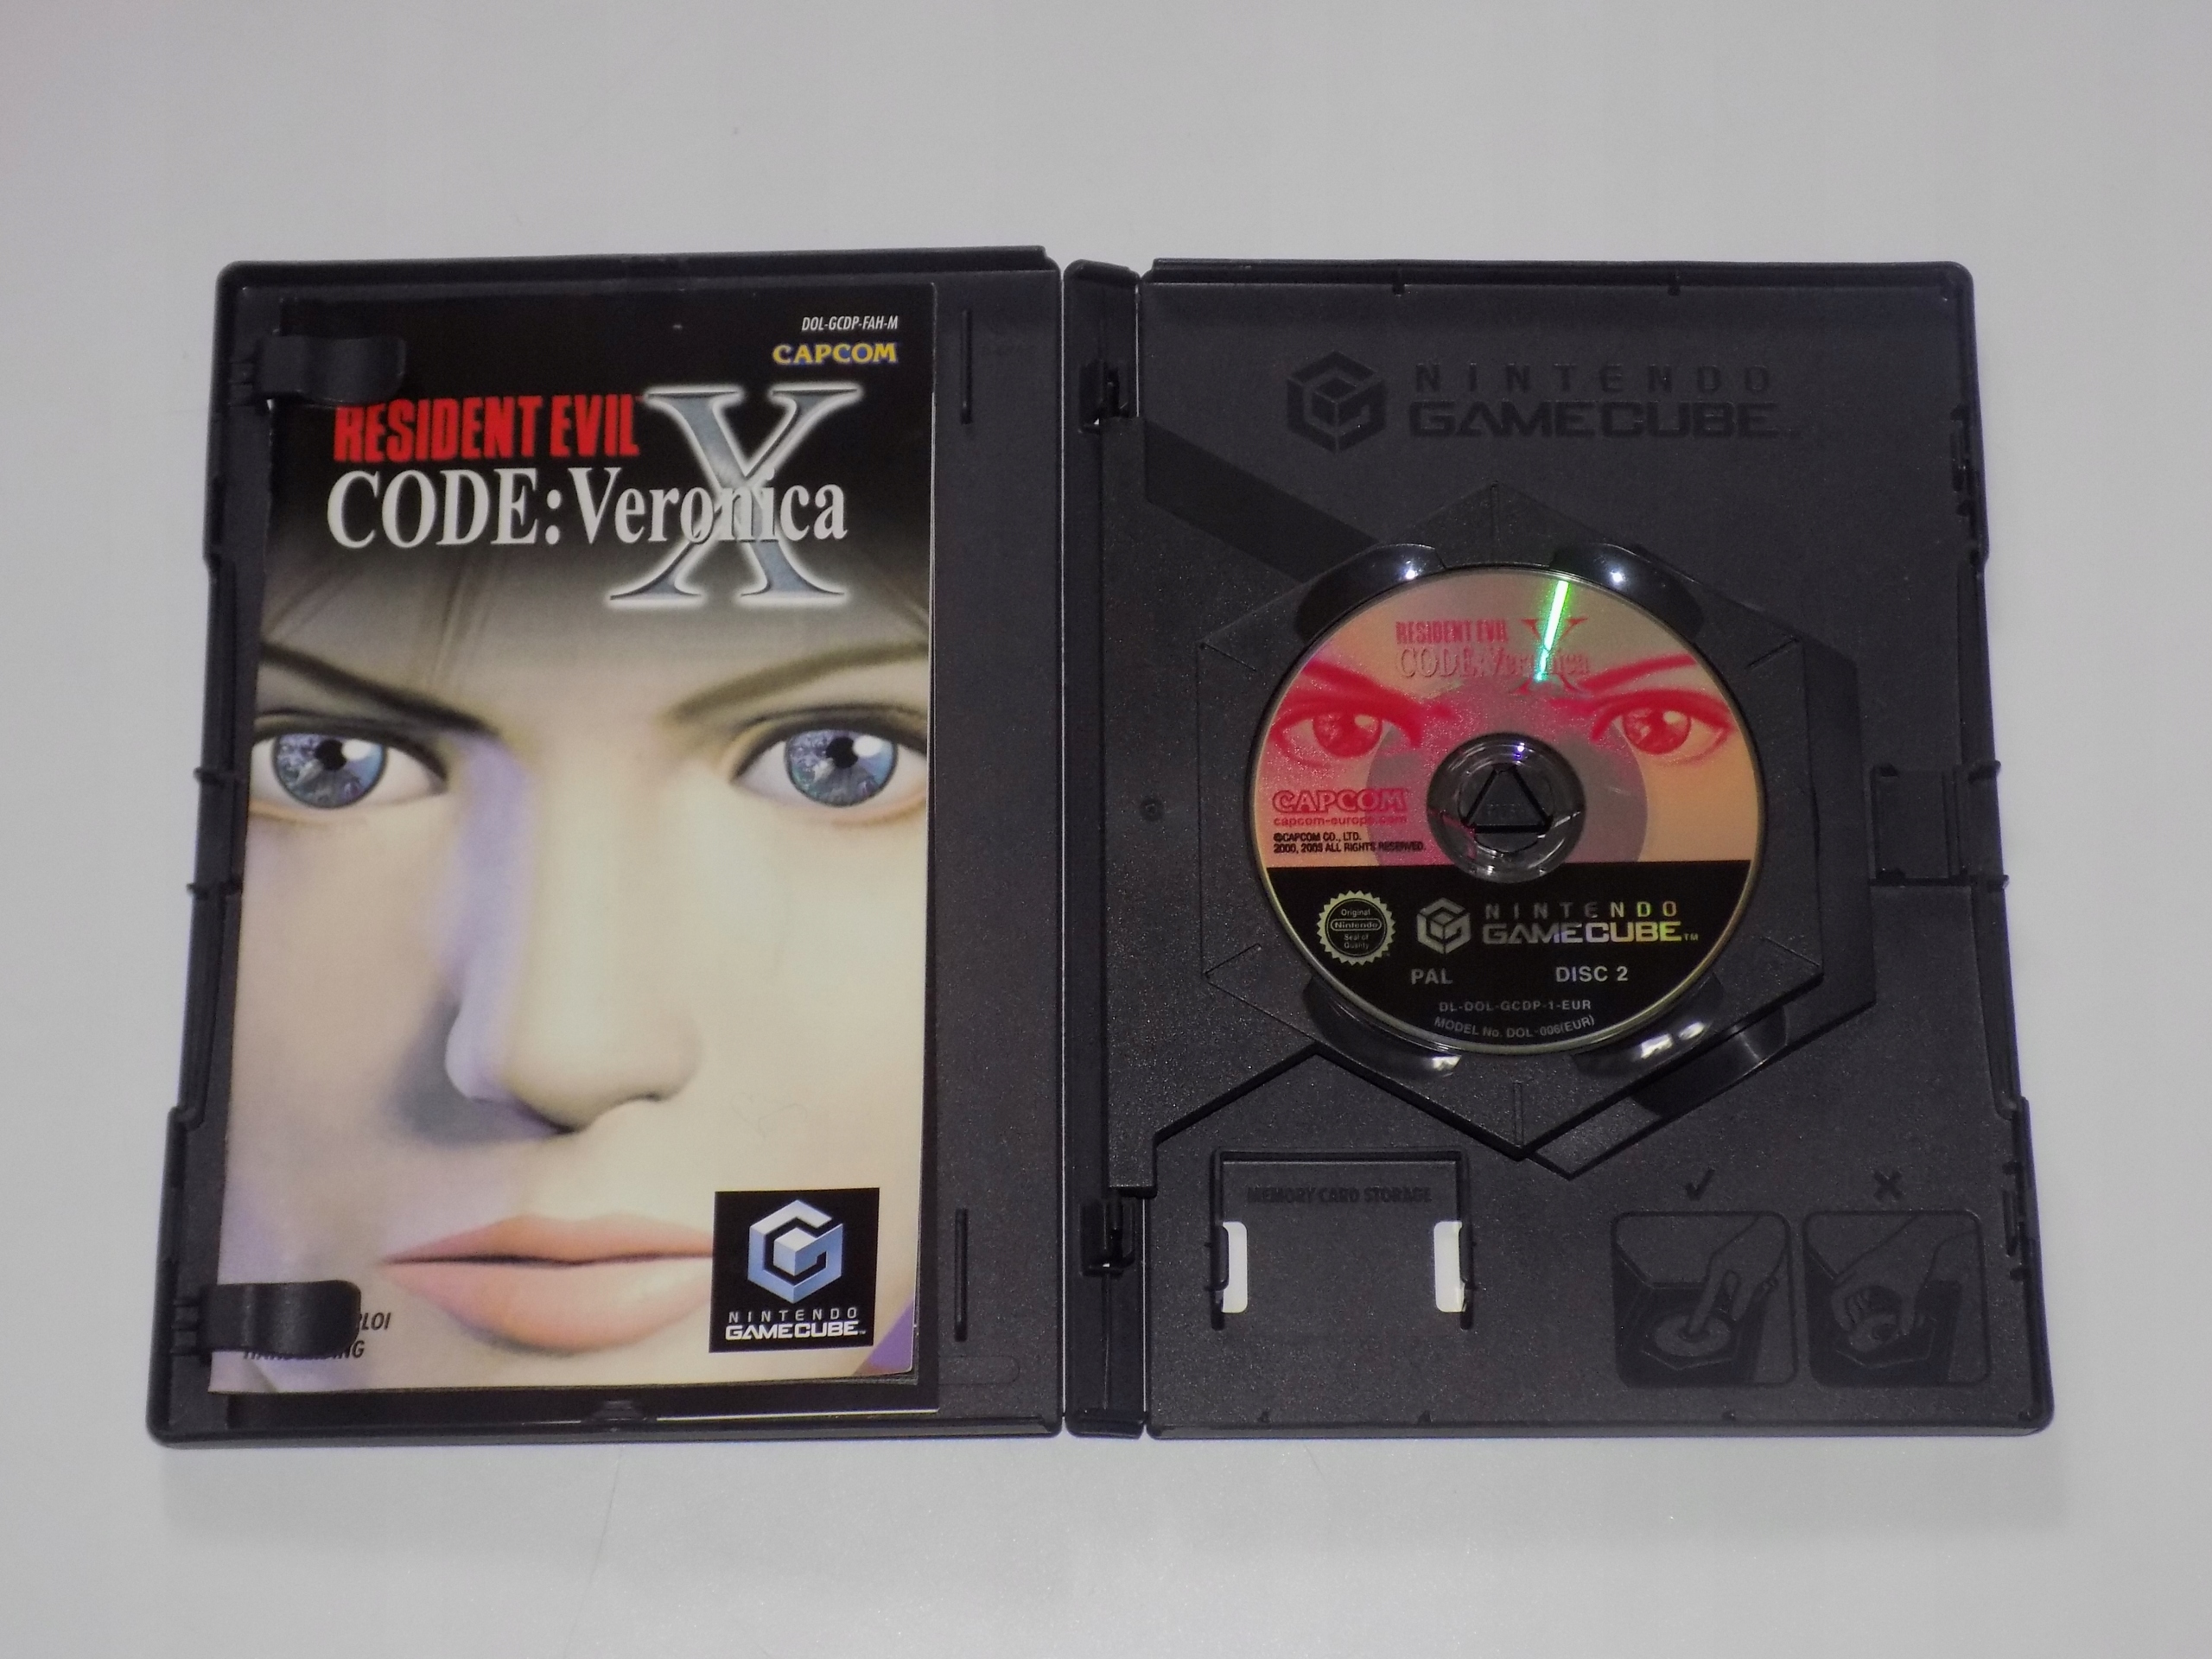 DOL-GCDP-FAH-M
CAPCOM
RESIDENT EVIL
CODE:Veronica
X
NINTENDO
GAMECUBE™
NINTENDO
GAMECUBE
RESIDENT EVIL X
CODE:Veronica
CAPCOM
capcom-europe.com
©CAPCOM CO., LTD.
2000, 2003 ALL RIGHTS RESERVED.
Original
Nintendo
Seal of
Quality
NINTENDO
GAMECUBE™
PAL DISC 2
DL-DOL-GCDP-1-EUR
MODEL No. DOL-006(EUR)
MEMORY CARD STORAGE